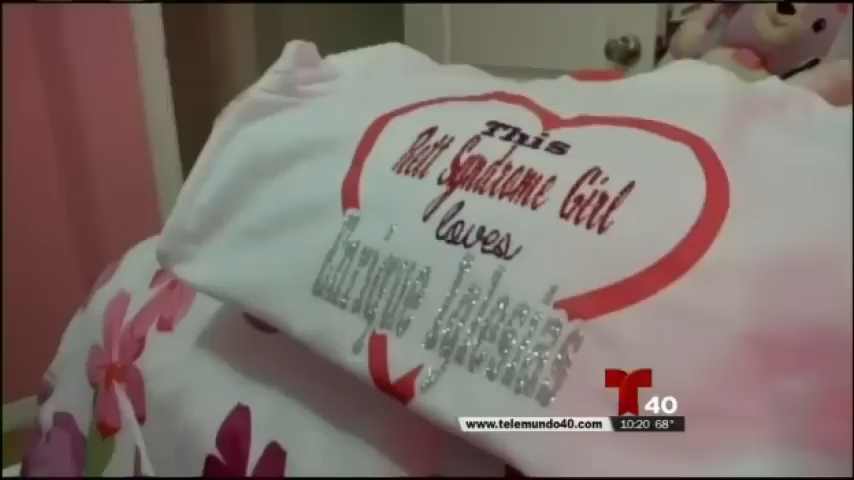 This
Rett Syndrome Girl
loves
Enrique Iglesias
T 40
www.telemundo40.com 10:20 68°